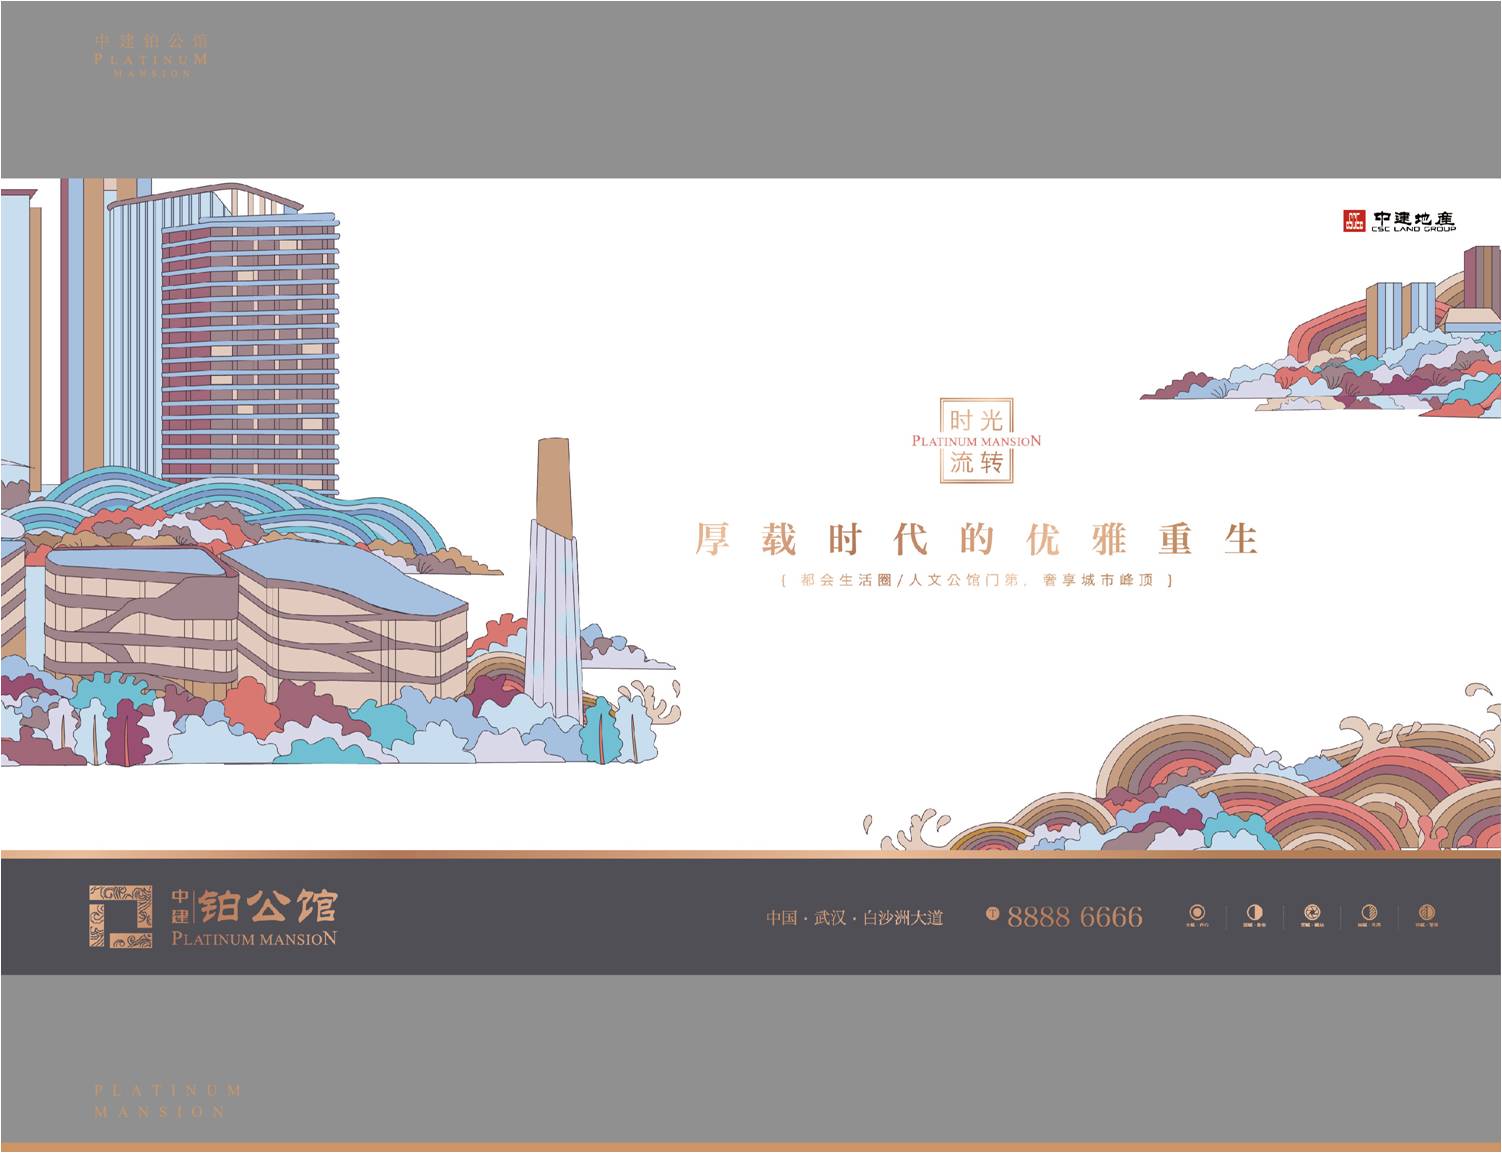 中建铂公馆
PLATINUM
MANSION
中建地產
CSC LAND GROUP
时光
PLATINUM MANSION
流转
厚载时代的优雅重生
{ 都会生活圈/人文公馆门第，奢享城市峰顶 }
中建 铂公馆
PLATINUM MANSION
中国·武汉·白沙洲大道
T 8888 6666
PLATINUM
MANSION